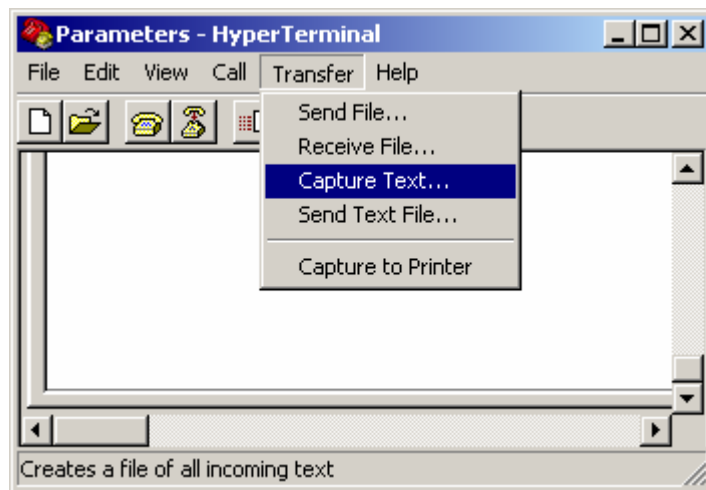 Parameters - HyperTerminal
File Edit View Call Transfer Help
Send File...
Receive File...
Capture Text...
Send Text File...
Capture to Printer
Creates a file of all incoming text